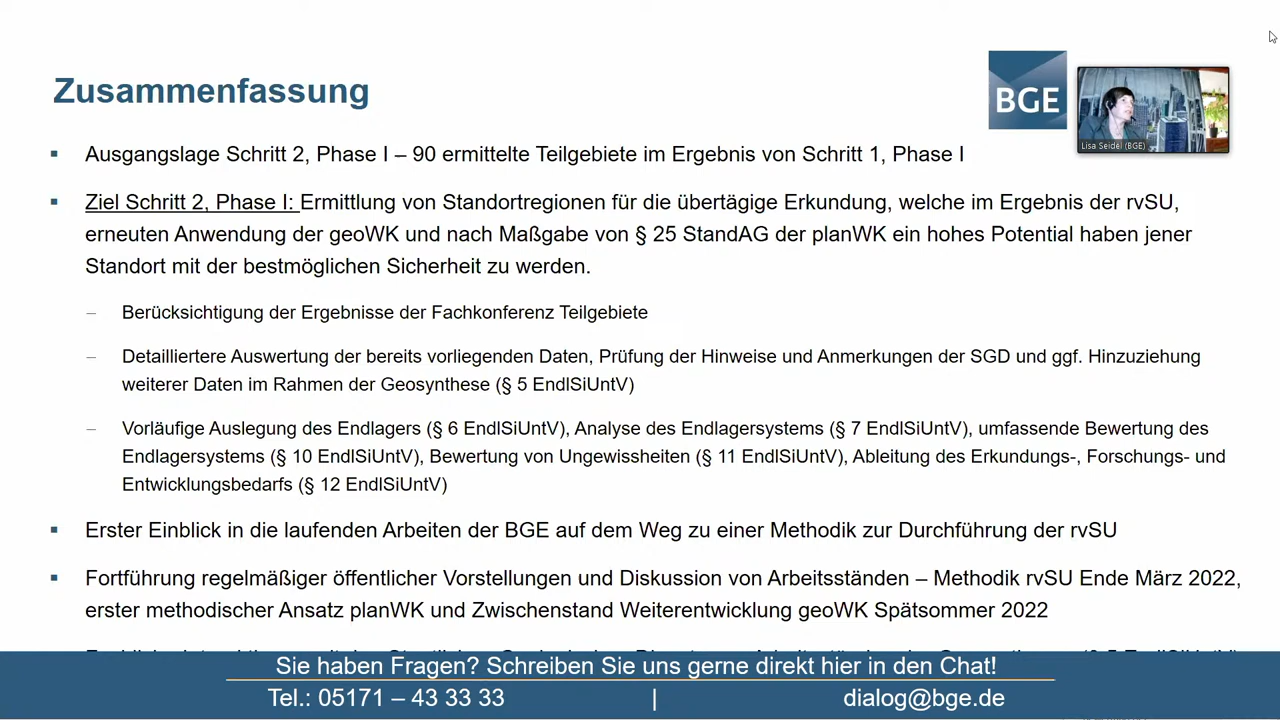 Zusammenfassung
BGE
Lisa Seidel (BGE)
▪ Ausgangslage Schritt 2, Phase I – 90 ermittelte Teilgebiete im Ergebnis von Schritt 1, Phase I
▪ Ziel Schritt 2, Phase I: Ermittlung von Standortregionen für die übertägige Erkundung, welche im Ergebnis der rvSU,
erneuten Anwendung der geoWK und nach Maßgabe von § 25 StandAG der planWK ein hohes Potential haben jener
Standort mit der bestmöglichen Sicherheit zu werden.
– Berücksichtigung der Ergebnisse der Fachkonferenz Teilgebiete
– Detailliertere Auswertung der bereits vorliegenden Daten, Prüfung der Hinweise und Anmerkungen der SGD und ggf. Hinzuziehung
weiterer Daten im Rahmen der Geosynthese (§ 5 EndlSiUntV)
– Vorläufige Auslegung des Endlagers (§ 6 EndlSiUntV), Analyse des Endlagersystems (§ 7 EndlSiUntV), umfassende Bewertung des
Endlagersystems (§ 10 EndlSiUntV), Bewertung von Ungewissheiten (§ 11 EndlSiUntV), Ableitung des Erkundungs-, Forschungs- und
Entwicklungsbedarfs (§ 12 EndlSiUntV)
▪ Erster Einblick in die laufenden Arbeiten der BGE auf dem Weg zu einer Methodik zur Durchführung der rvSU
▪ Fortführung regelmäßiger öffentlicher Vorstellungen und Diskussion von Arbeitsständen – Methodik rvSU Ende März 2022,
erster methodischer Ansatz planWK und Zwischenstand Weiterentwicklung geoWK Spätsommer 2022
Sie haben Fragen? Schreiben Sie uns gerne direkt hier in den Chat!
Tel.: 05171 – 43 33 33 | dialog@bge.de